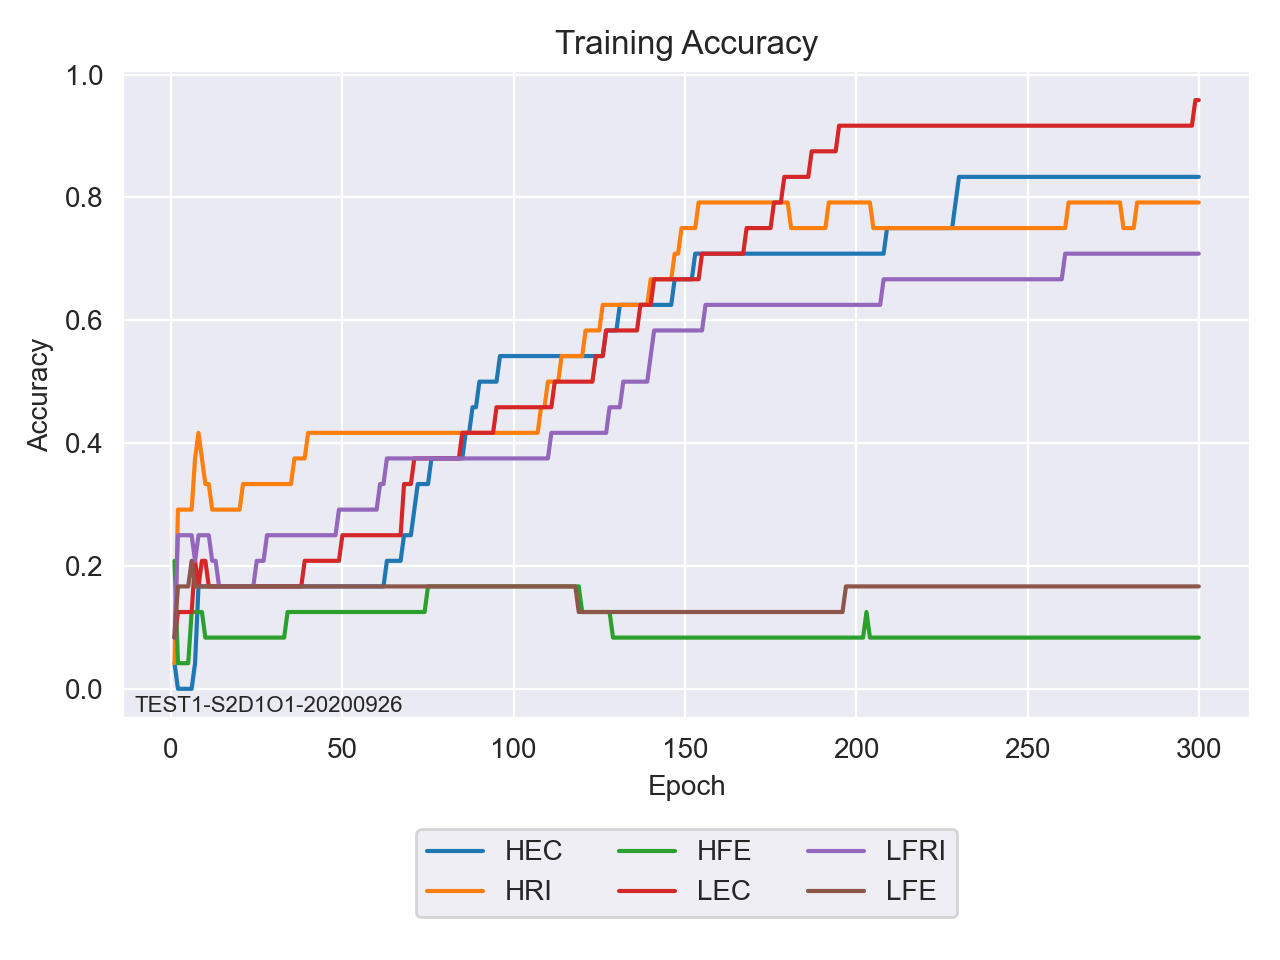 Training Accuracy
1.0
0.8
0.6
0.4
0.2
0.0
Accuracy
TEST1-S2D1O1-20200926
0 50 100 150 200 250 300
Epoch
HEC HFE LFRI
HRI LEC LFE